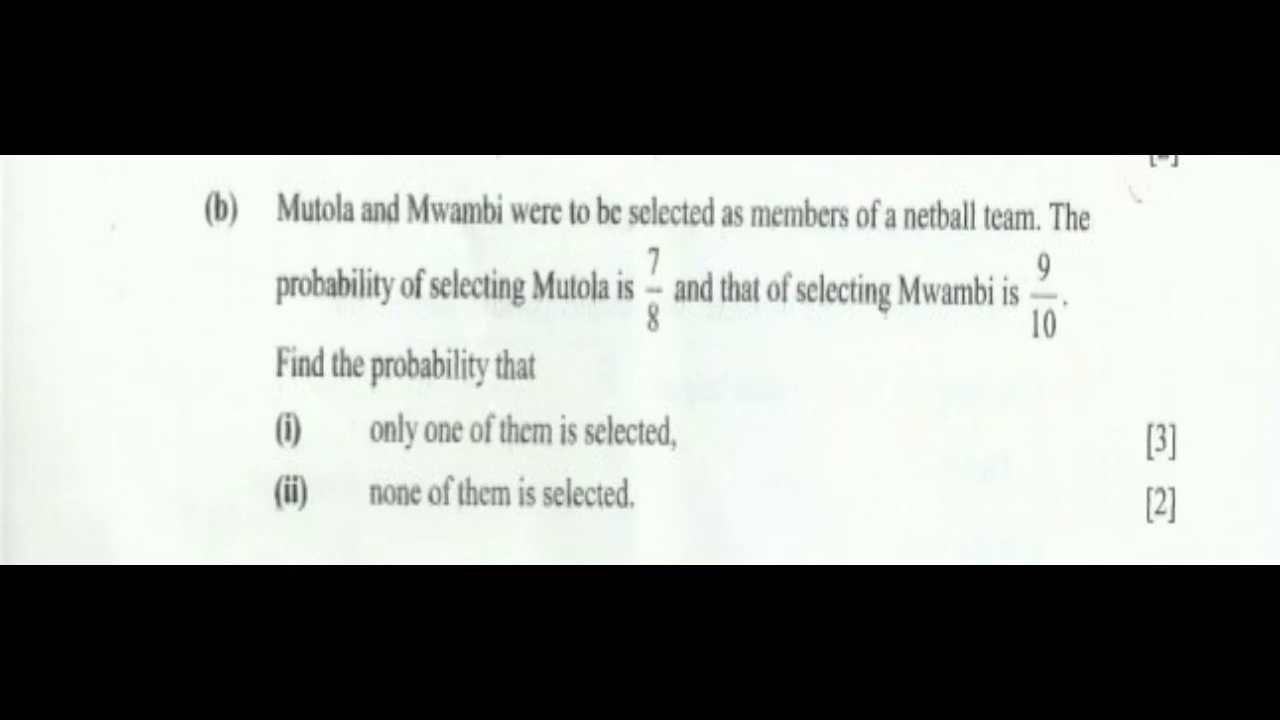 (b) Mutola and Mwambi were to be selected as members of a netball team. The
probability of selecting Mutola is 7/8 and that of selecting Mwambi is 9/10.
Find the probability that
(i) only one of them is selected, [3]
(ii) none of them is selected. [2]